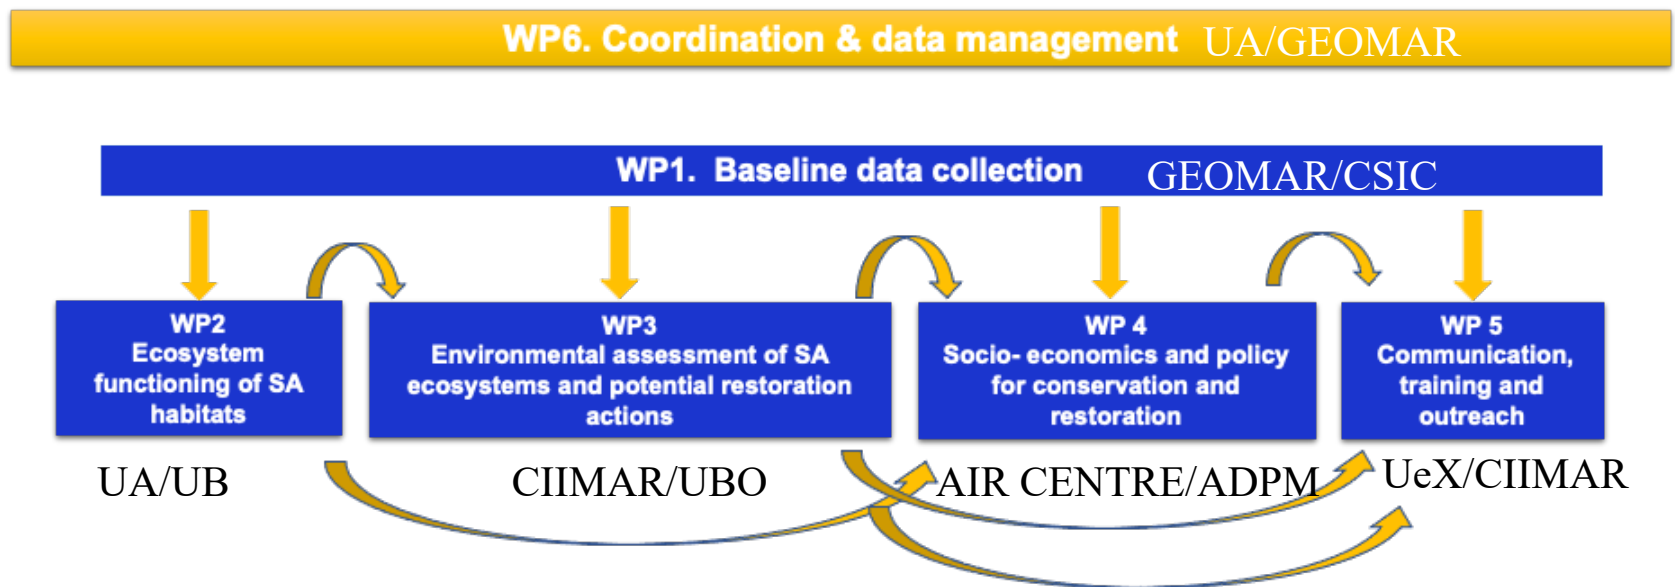 WP6. Coordination & data management UA/GEOMAR
WP1. Baseline data collection GEOMAR/CSIC
WP2
Ecosystem
functioning of SA
habitats
WP3
Environmental assessment of SA
ecosystems and potential restoration
actions
WP 4
Socio- economics and policy
for conservation and
restoration
WP 5
Communication,
training and
outreach
UA/UB
CIIMAR/UBO
AIR CENTRE/ADPM
UeX/CIIMAR